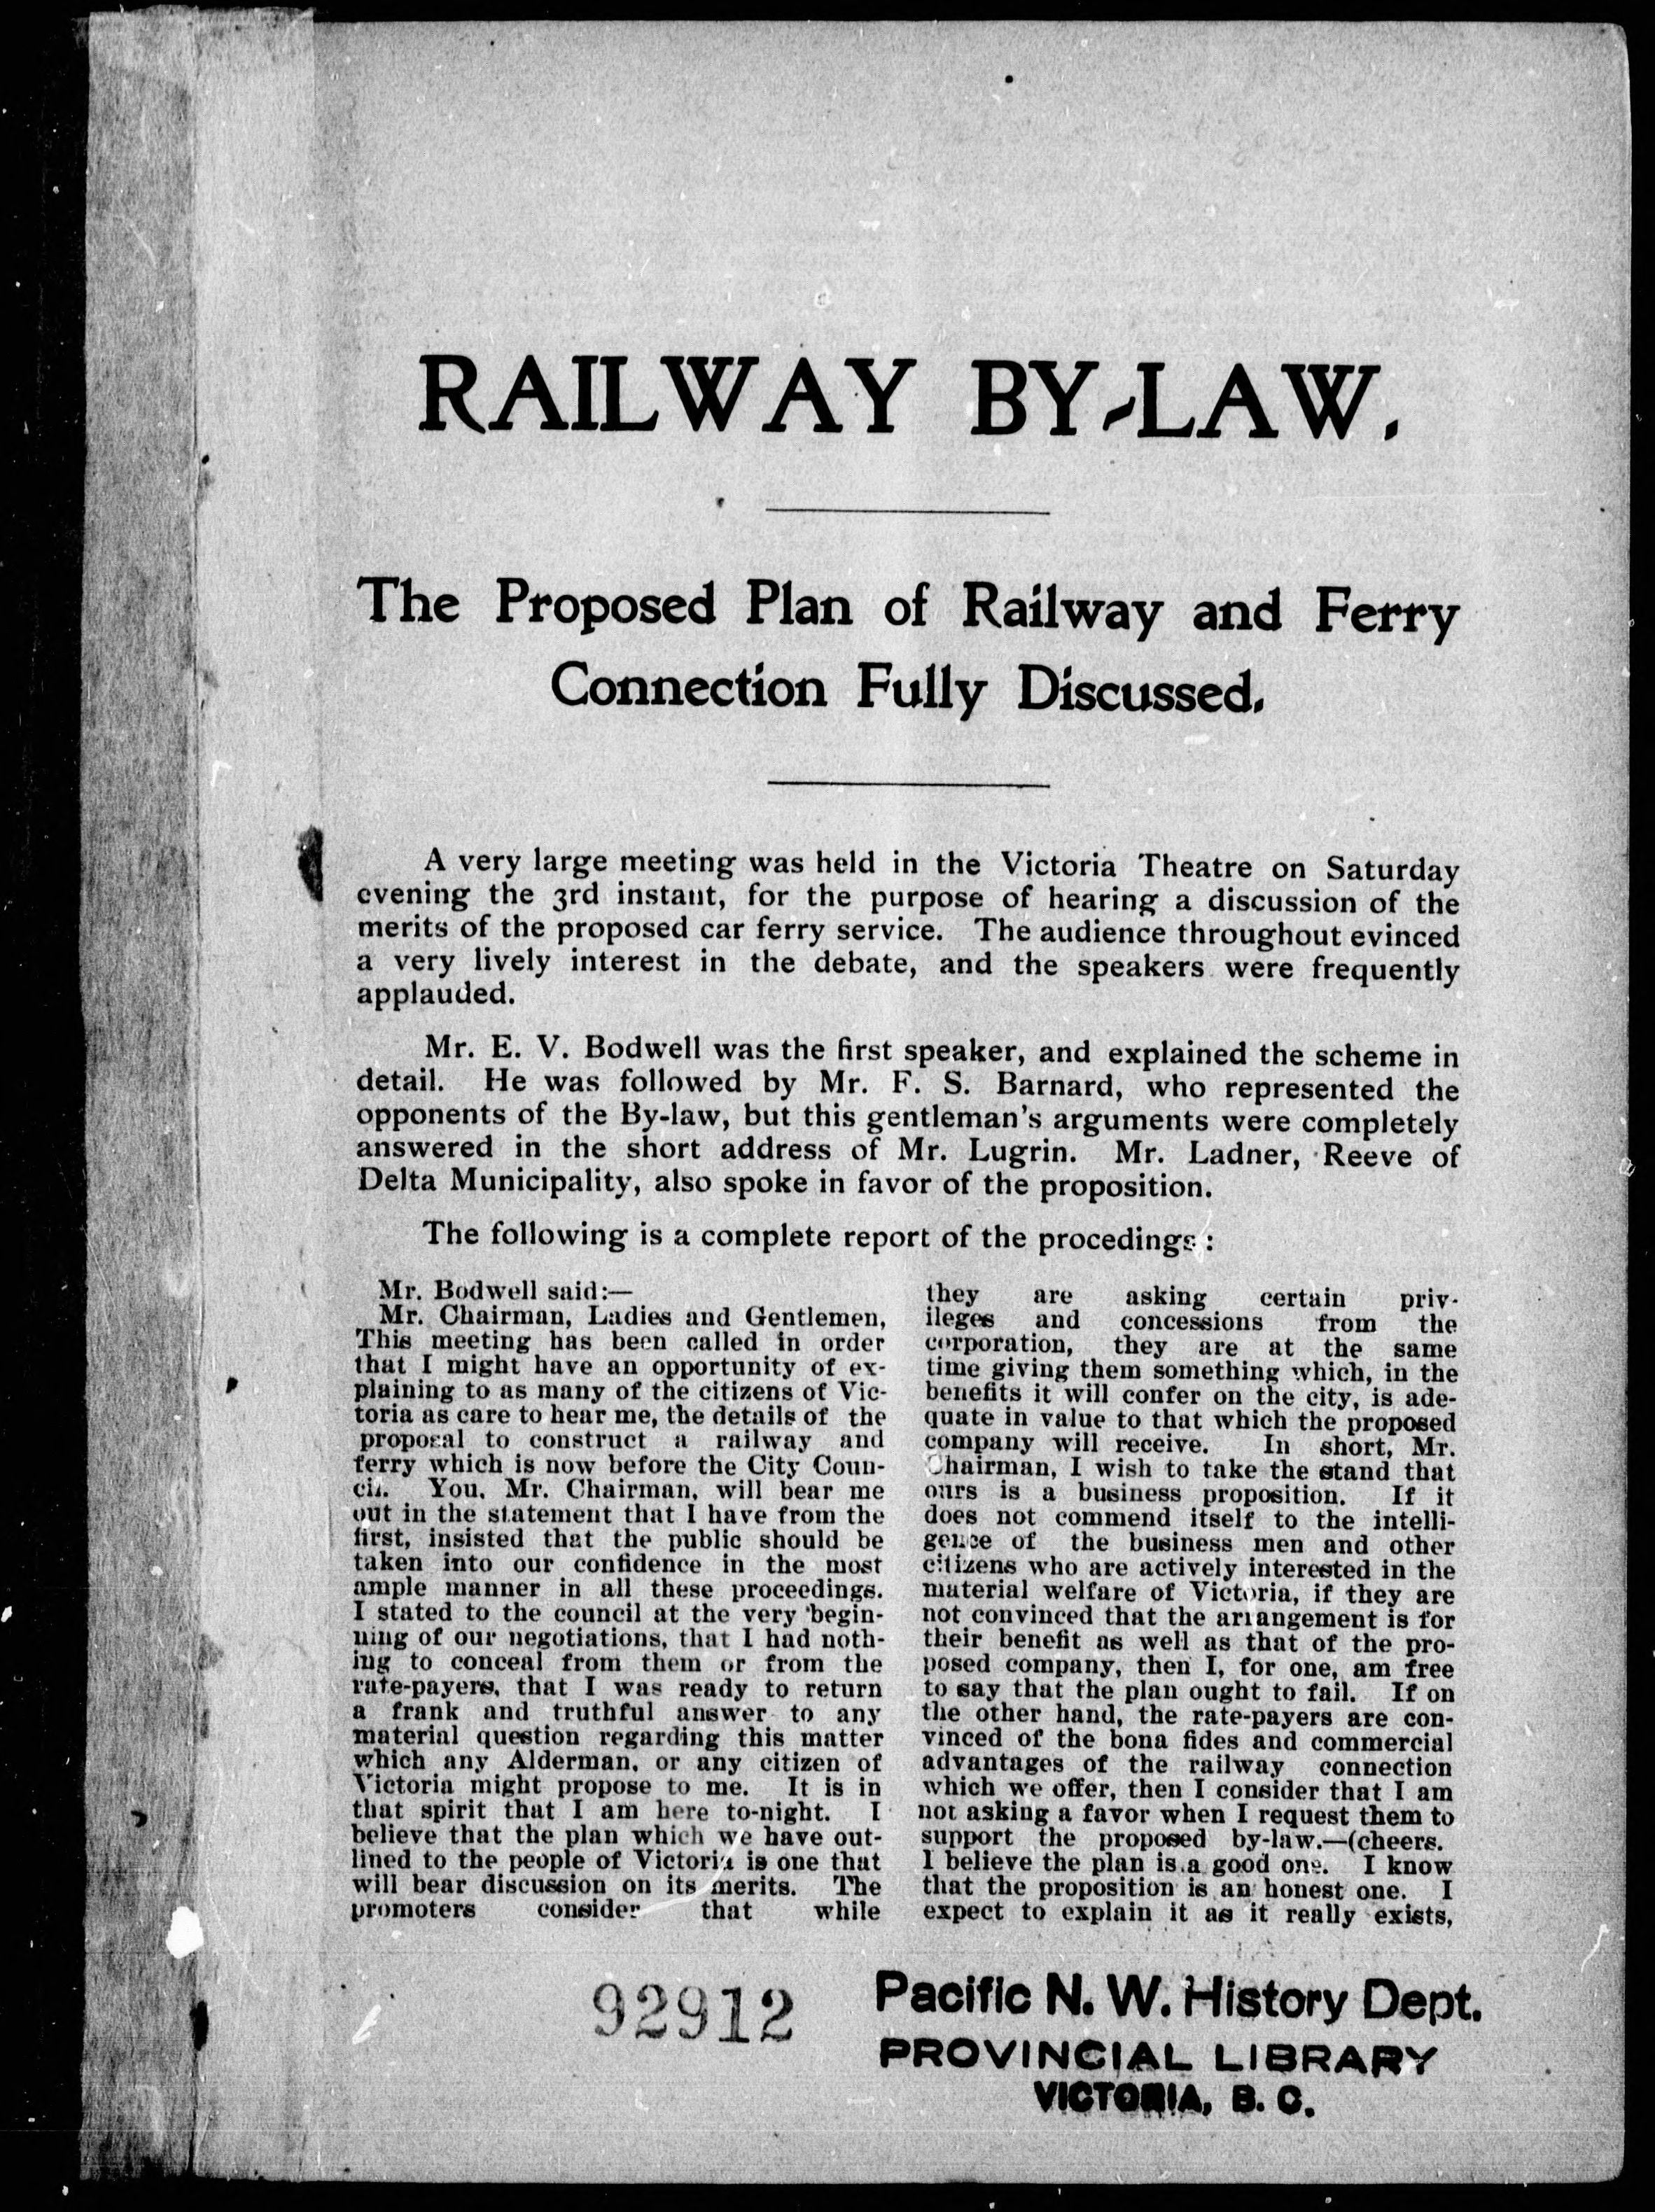 RAILWAY BY-LAW.
The Proposed Plan of Railway and Ferry
Connection Fully Discussed.
A very large meeting was held in the Victoria Theatre on Saturday
evening the 3rd instant, for the purpose of hearing a discussion of the
merits of the proposed car ferry service. The audience throughout evinced
a very lively interest in the debate, and the speakers were frequently
applauded.
Mr. E. V. Bodwell was the first speaker, and explained the scheme in
detail. He was followed by Mr. F. S. Barnard, who represented the
opponents of the By-law, but this gentleman's arguments were completely
answered in the short address of Mr. Lugrin. Mr. Ladner, Reeve of
Delta Municipality, also spoke in favor of the proposition.
The following is a complete report of the procedings:
Mr. Bodwell said:—
Mr. Chairman, Ladies and Gentlemen,
This meeting has been called in order
that I might have an opportunity of ex-
plaining to as many of the citizens of Vic-
toria as care to hear me, the details of the
proposal to construct a railway and
ferry which is now before the City Coun-
cil. You, Mr. Chairman, will bear me
out in the statement that I have from the
first, insisted that the public should be
taken into our confidence in the most
ample manner in all these proceedings.
I stated to the council at the very begin-
ning of our negotiations, that I had noth-
ing to conceal from them or from the
rate-payers, that I was ready to return
a frank and truthful answer to any
material question regarding this matter
which any Alderman, or any citizen of
Victoria might propose to me. It is in
that spirit that I am here to-night. I
believe that the plan which we have out-
lined to the people of Victoria is one that
will bear discussion on its merits. The
promoters consider that while
they are asking certain priv-
ileges and concessions from the
corporation, they are at the same
time giving them something which, in the
benefits it will confer on the city, is ade-
quate in value to that which the proposed
company will receive. In short, Mr.
Chairman, I wish to take the stand that
ours is a business proposition. If it
does not commend itself to the intelli-
gence of the business men and other
citizens who are actively interested in the
material welfare of Victoria, if they are
not convinced that the arrangement is for
their benefit as well as that of the pro-
posed company, then I, for one, am free
to say that the plan ought to fail. If on
the other hand, the rate-payers are con-
vinced of the bona fides and commercial
advantages of the railway connection
which we offer, then I consider that I am
not asking a favor when I request them to
support the proposed by-law.—(cheers.
I believe the plan is a good one. I know
that the proposition is an honest one. I
expect to explain it as it really exists,
92912
Pacific N. W. History Dept.
PROVINCIAL LIBRARY
VICTORIA, B. C.